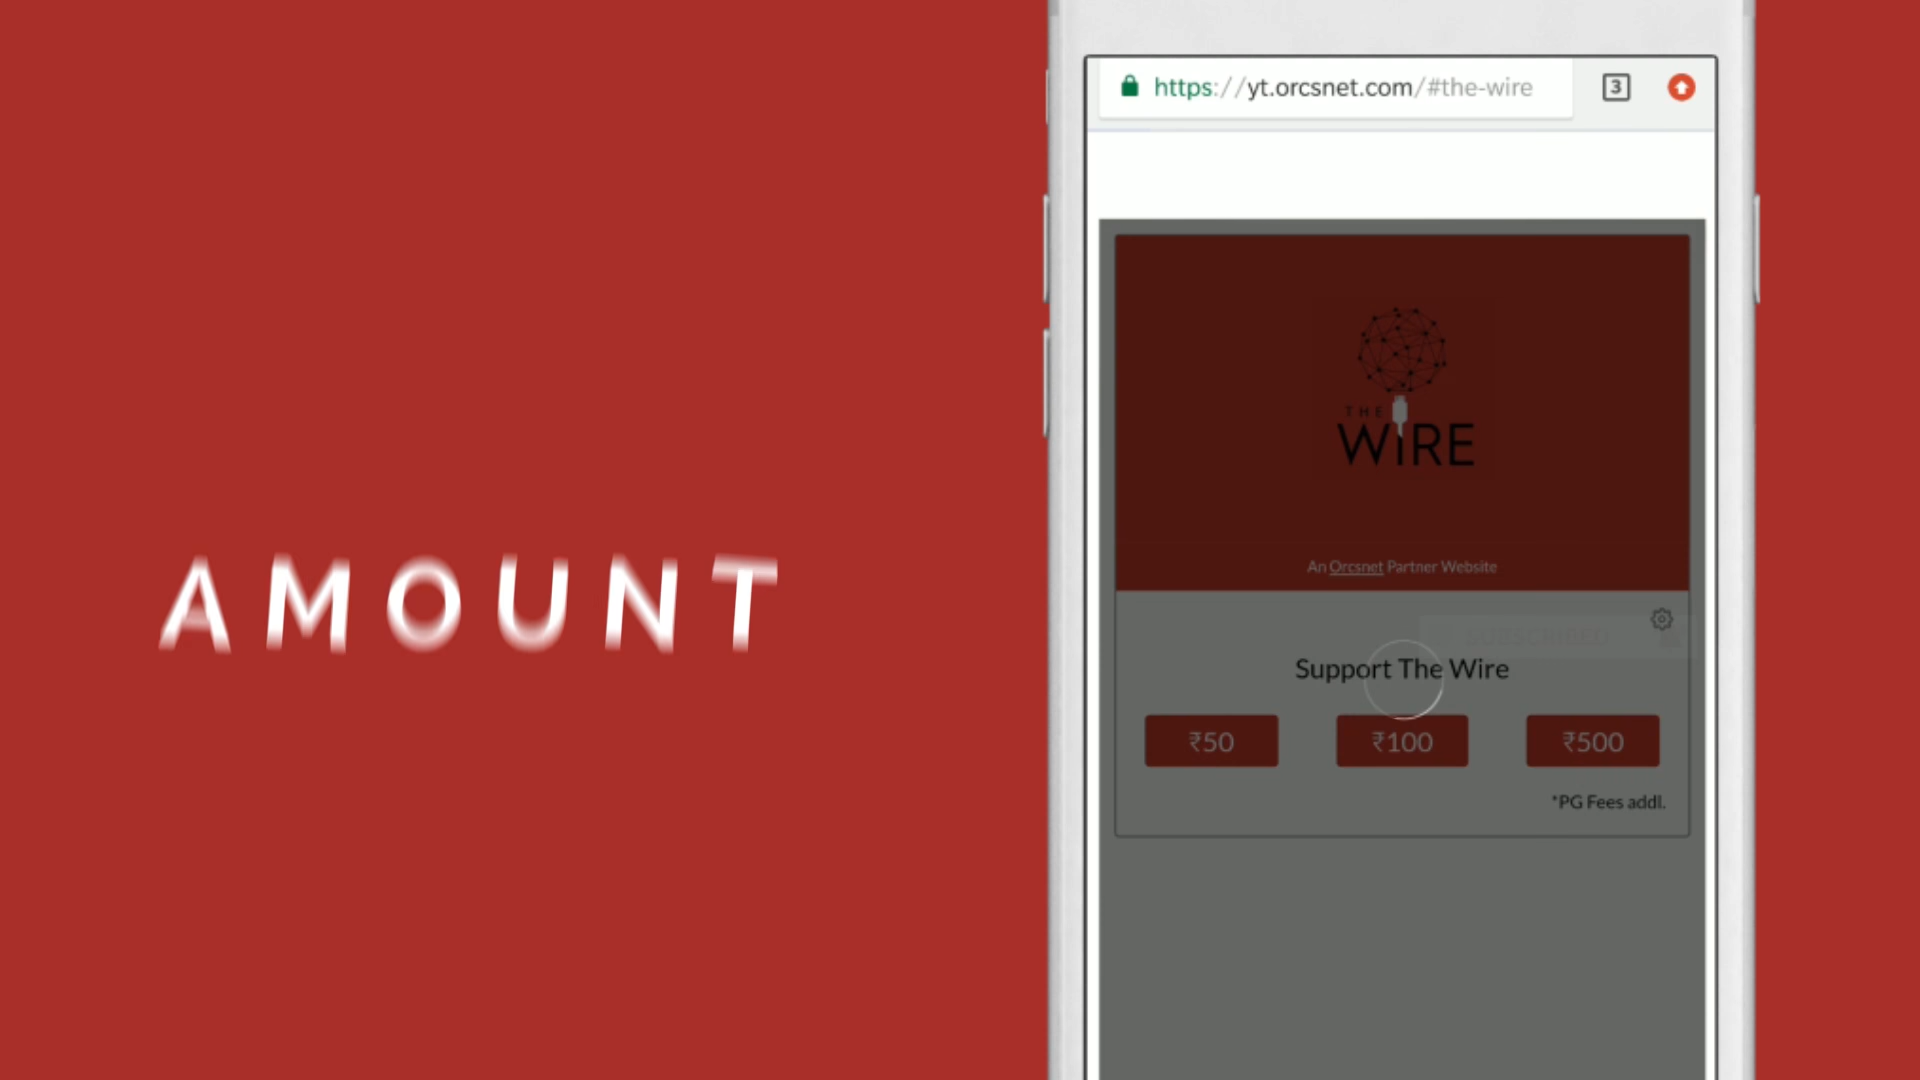 AMOUNT
https://yt.orcsnet.com/#the-wire
3
THE
WiRE
An Orcsnet Partner Website
SUBSCRIBED
Support The Wire
₹50
₹100
₹500
*PG Fees addl.